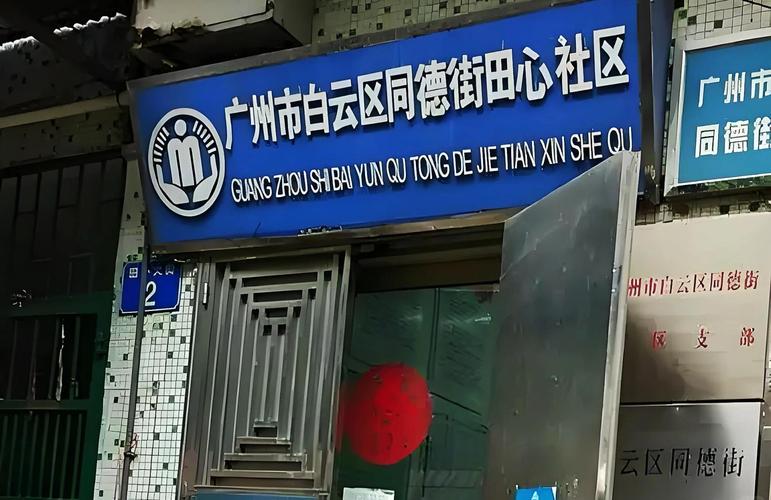 广州市白云区同德街田心社区
GUANG ZHOU SHI BAI YUN QU TONG DE JIE TIAN XIN SHE QU
广州市
同德街
2
州市白云区同德街
区支部
云区同德街